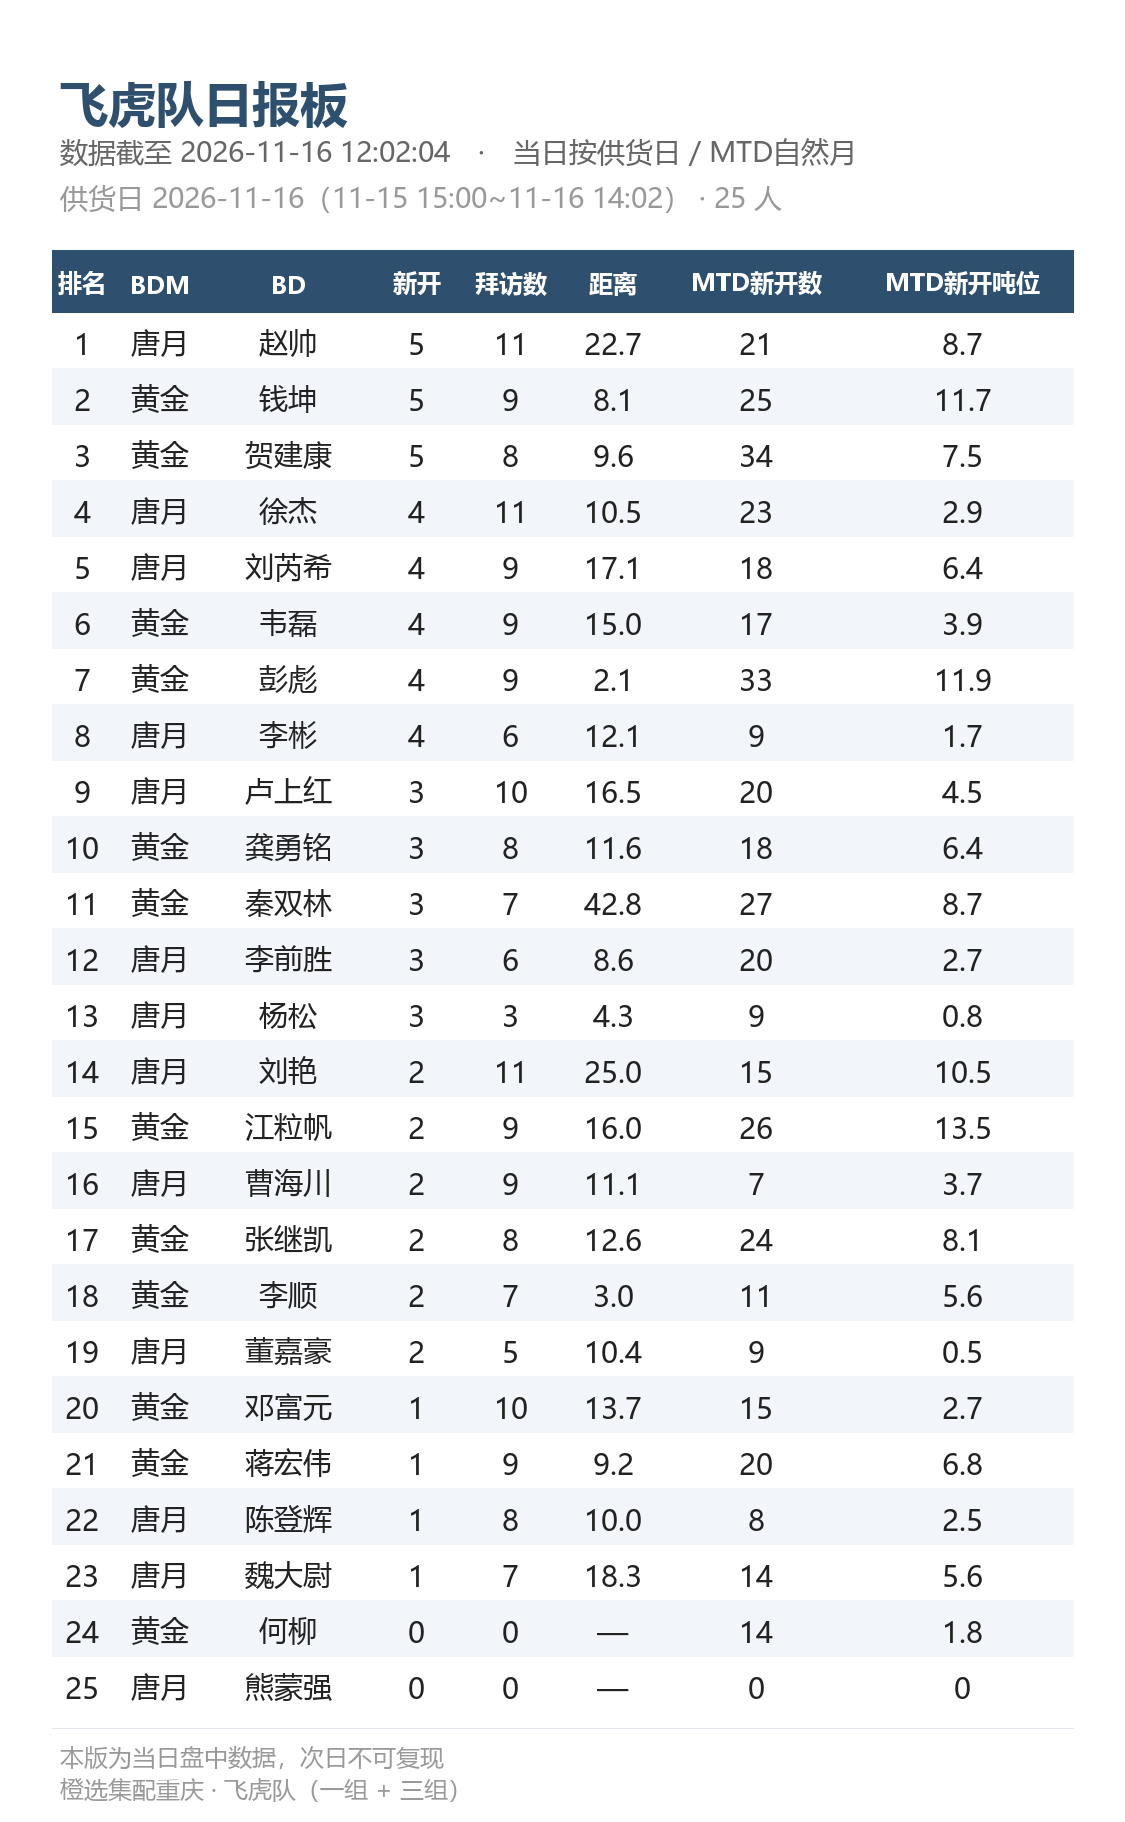 飞虎队日报板
数据截至 2026-11-16 12:02:04 · 当日按供货日 / MTD自然月
供货日 2026-11-16（11-15 15:00~11-16 14:02） · 25 人
排名 BDM BD 新开 拜访数 距离 MTD新开数 MTD新开吨位
1 唐月 赵帅 5 11 22.7 21 8.7
2 黄金 钱坤 5 9 8.1 25 11.7
3 黄金 贺建康 5 8 9.6 34 7.5
4 唐月 徐杰 4 11 10.5 23 2.9
5 唐月 刘芮希 4 9 17.1 18 6.4
6 黄金 韦磊 4 9 15.0 17 3.9
7 黄金 彭彪 4 9 2.1 33 11.9
8 唐月 李彬 4 6 12.1 9 1.7
9 唐月 卢上红 3 10 16.5 20 4.5
10 黄金 龚勇铭 3 8 11.6 18 6.4
11 黄金 秦双林 3 7 42.8 27 8.7
12 唐月 李前胜 3 6 8.6 20 2.7
13 唐月 杨松 3 3 4.3 9 0.8
14 唐月 刘艳 2 11 25.0 15 10.5
15 黄金 江粒帆 2 9 16.0 26 13.5
16 唐月 曹海川 2 9 11.1 7 3.7
17 黄金 张继凯 2 8 12.6 24 8.1
18 黄金 李顺 2 7 3.0 11 5.6
19 唐月 董嘉豪 2 5 10.4 9 0.5
20 黄金 邓富元 1 10 13.7 15 2.7
21 黄金 蒋宏伟 1 9 9.2 20 6.8
22 唐月 陈登辉 1 8 10.0 8 2.5
23 唐月 魏大尉 1 7 18.3 14 5.6
24 黄金 何柳 0 0 — 14 1.8
25 唐月 熊蒙强 0 0 — 0 0
本版为当日盘中数据，次日不可复现
橙选集配重庆 · 飞虎队（一组 + 三组）